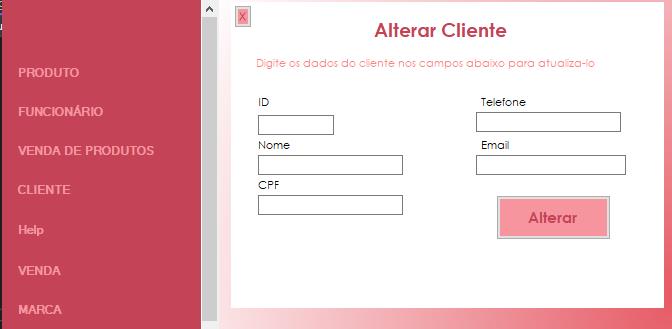 PRODUTO
FUNCIONÁRIO
VENDA DE PRODUTOS
CLIENTE
Help
VENDA
MARCA
X
Alterar Cliente
Digite os dados do cliente nos campos abaixo para atualiza-lo
ID
Telefone
Nome
Email
CPF
Alterar